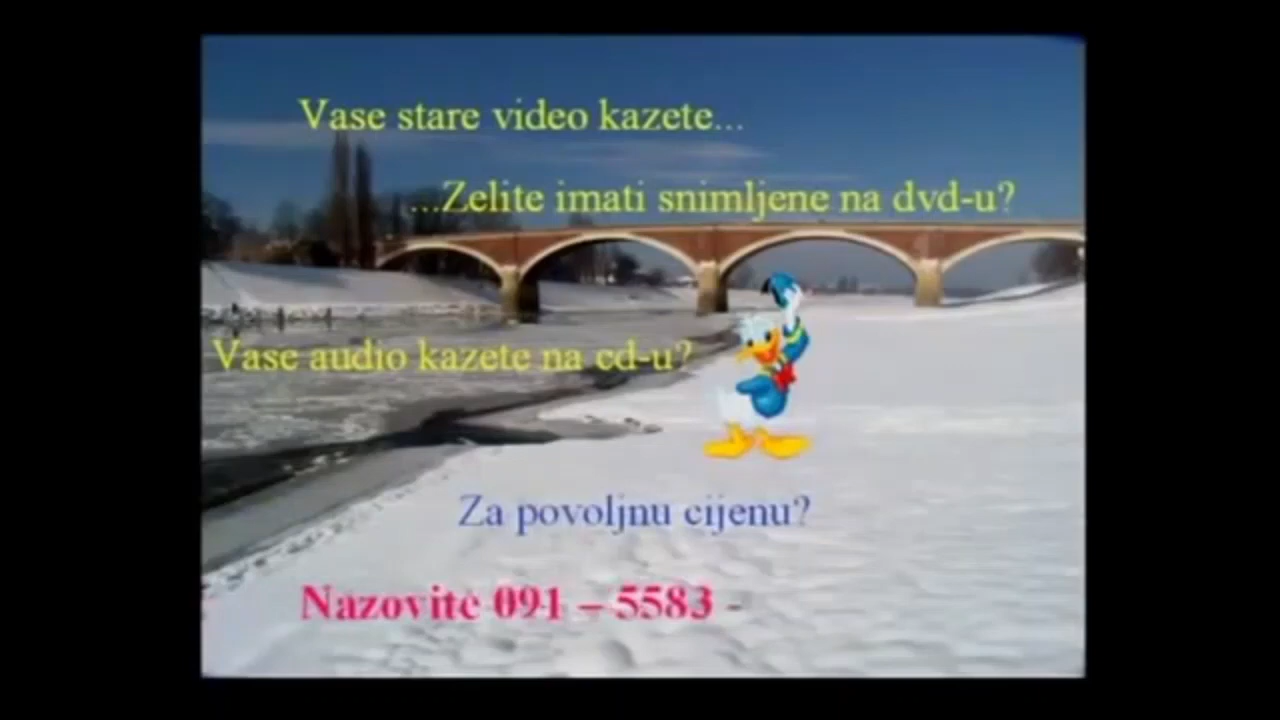 Vase stare video kazete...
...Zelite imati snimljene na dvd-u?
Vase audio kazete na cd-u?
Za povoljnu cijenu?
Nazovite 091 – 5583 -